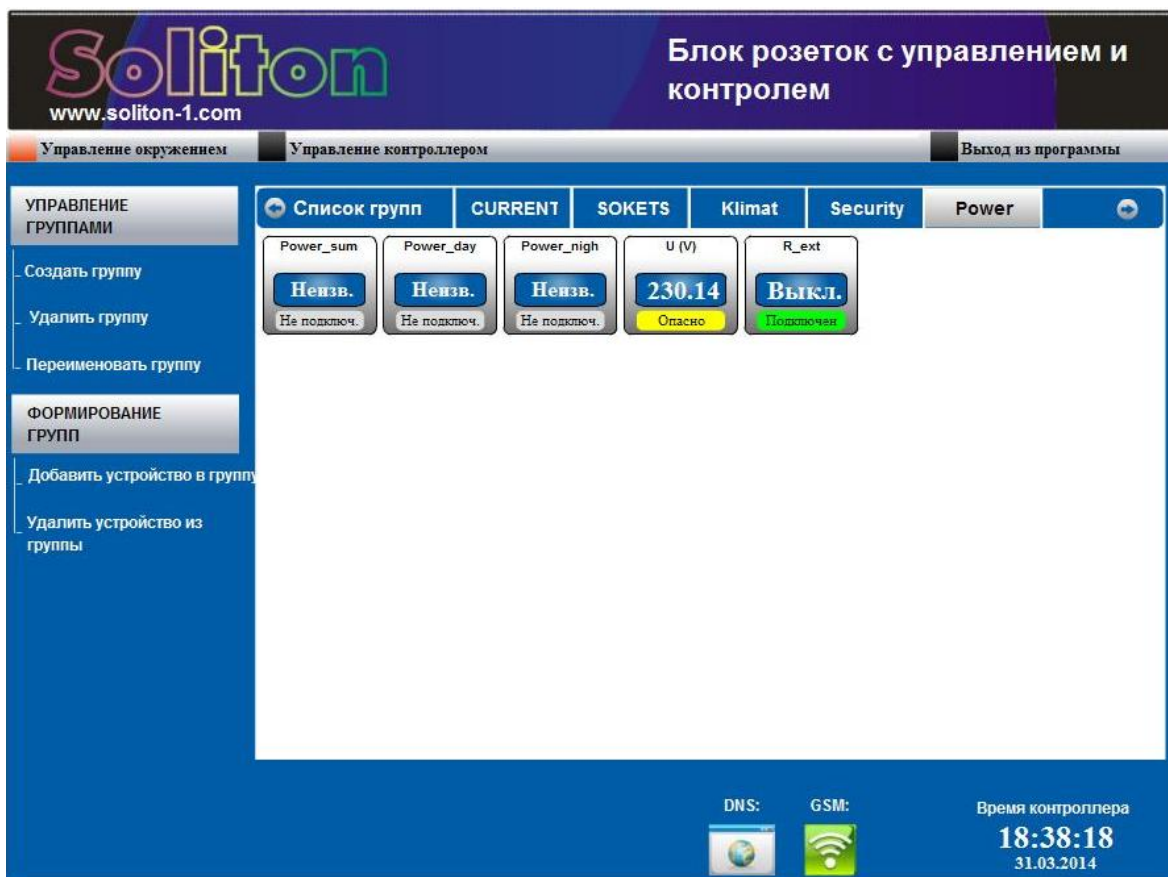 Soliton
www.soliton-1.com
Блок розеток с управлением и
контролем
Управление окружением
Управление контроллером
Выход из программы
УПРАВЛЕНИЕ
ГРУППАМИ
Создать группу
Удалить группу
Переименовать группу
ФОРМИРОВАНИЕ
ГРУПП
Добавить устройство в группу
Удалить устройство из
группы
Список групп CURRENT SOKETS Klimat Security Power
Power_sum Power_day Power_nigh U (V) R_ext
Неизв. Неизв. Неизв. 230.14 Выкл.
Не подключ. Не подключ. Не подключ. Опасно Подключен
DNS: GSM:
Время контроллера
18:38:18
31.03.2014